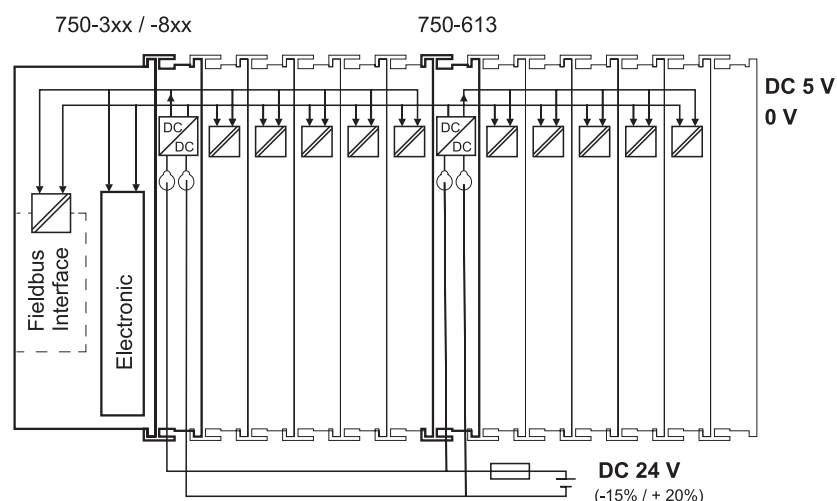 750-3xx / -8xx
750-613
DC 5 V
0 V
DC
DC
DC
DC
Fieldbus
Interface
Electronic
DC 24 V
(-15% / + 20%)